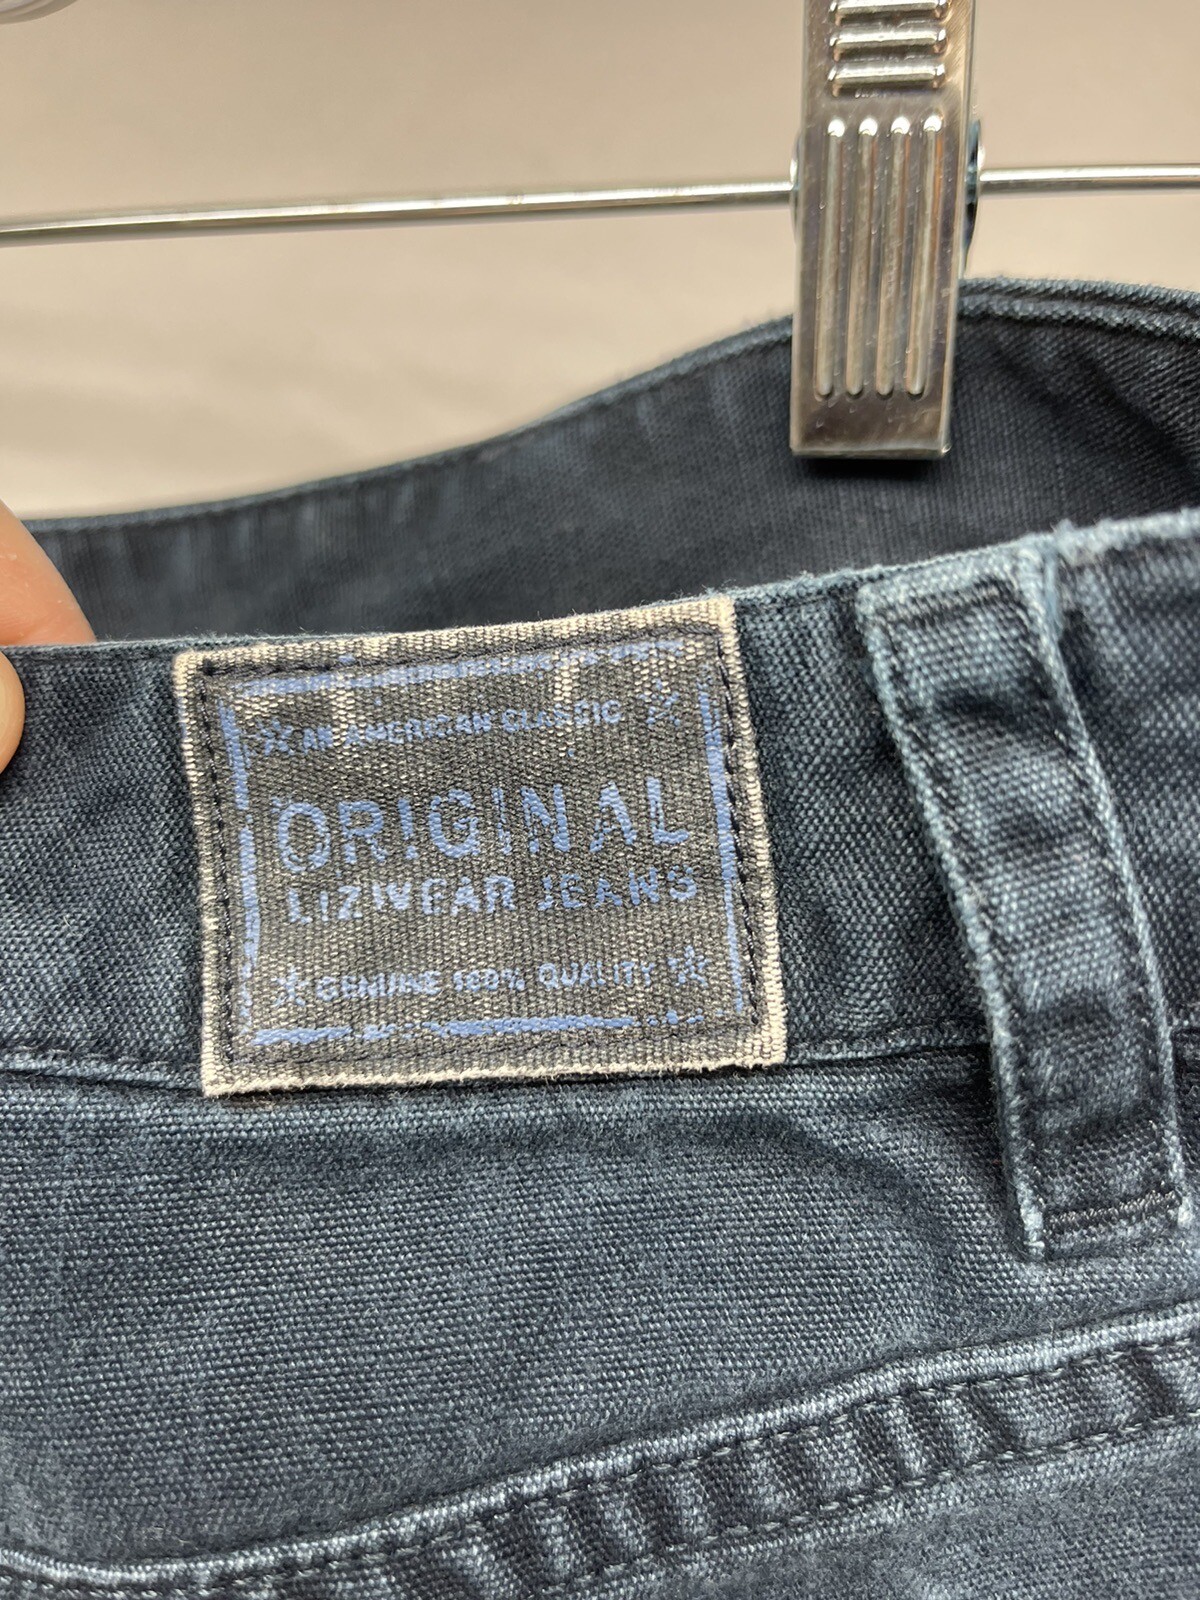 AN AMERICAN CLASSIC
ORIGINAL
LIZWEAR JEANS
GENUINE 100% QUALITY